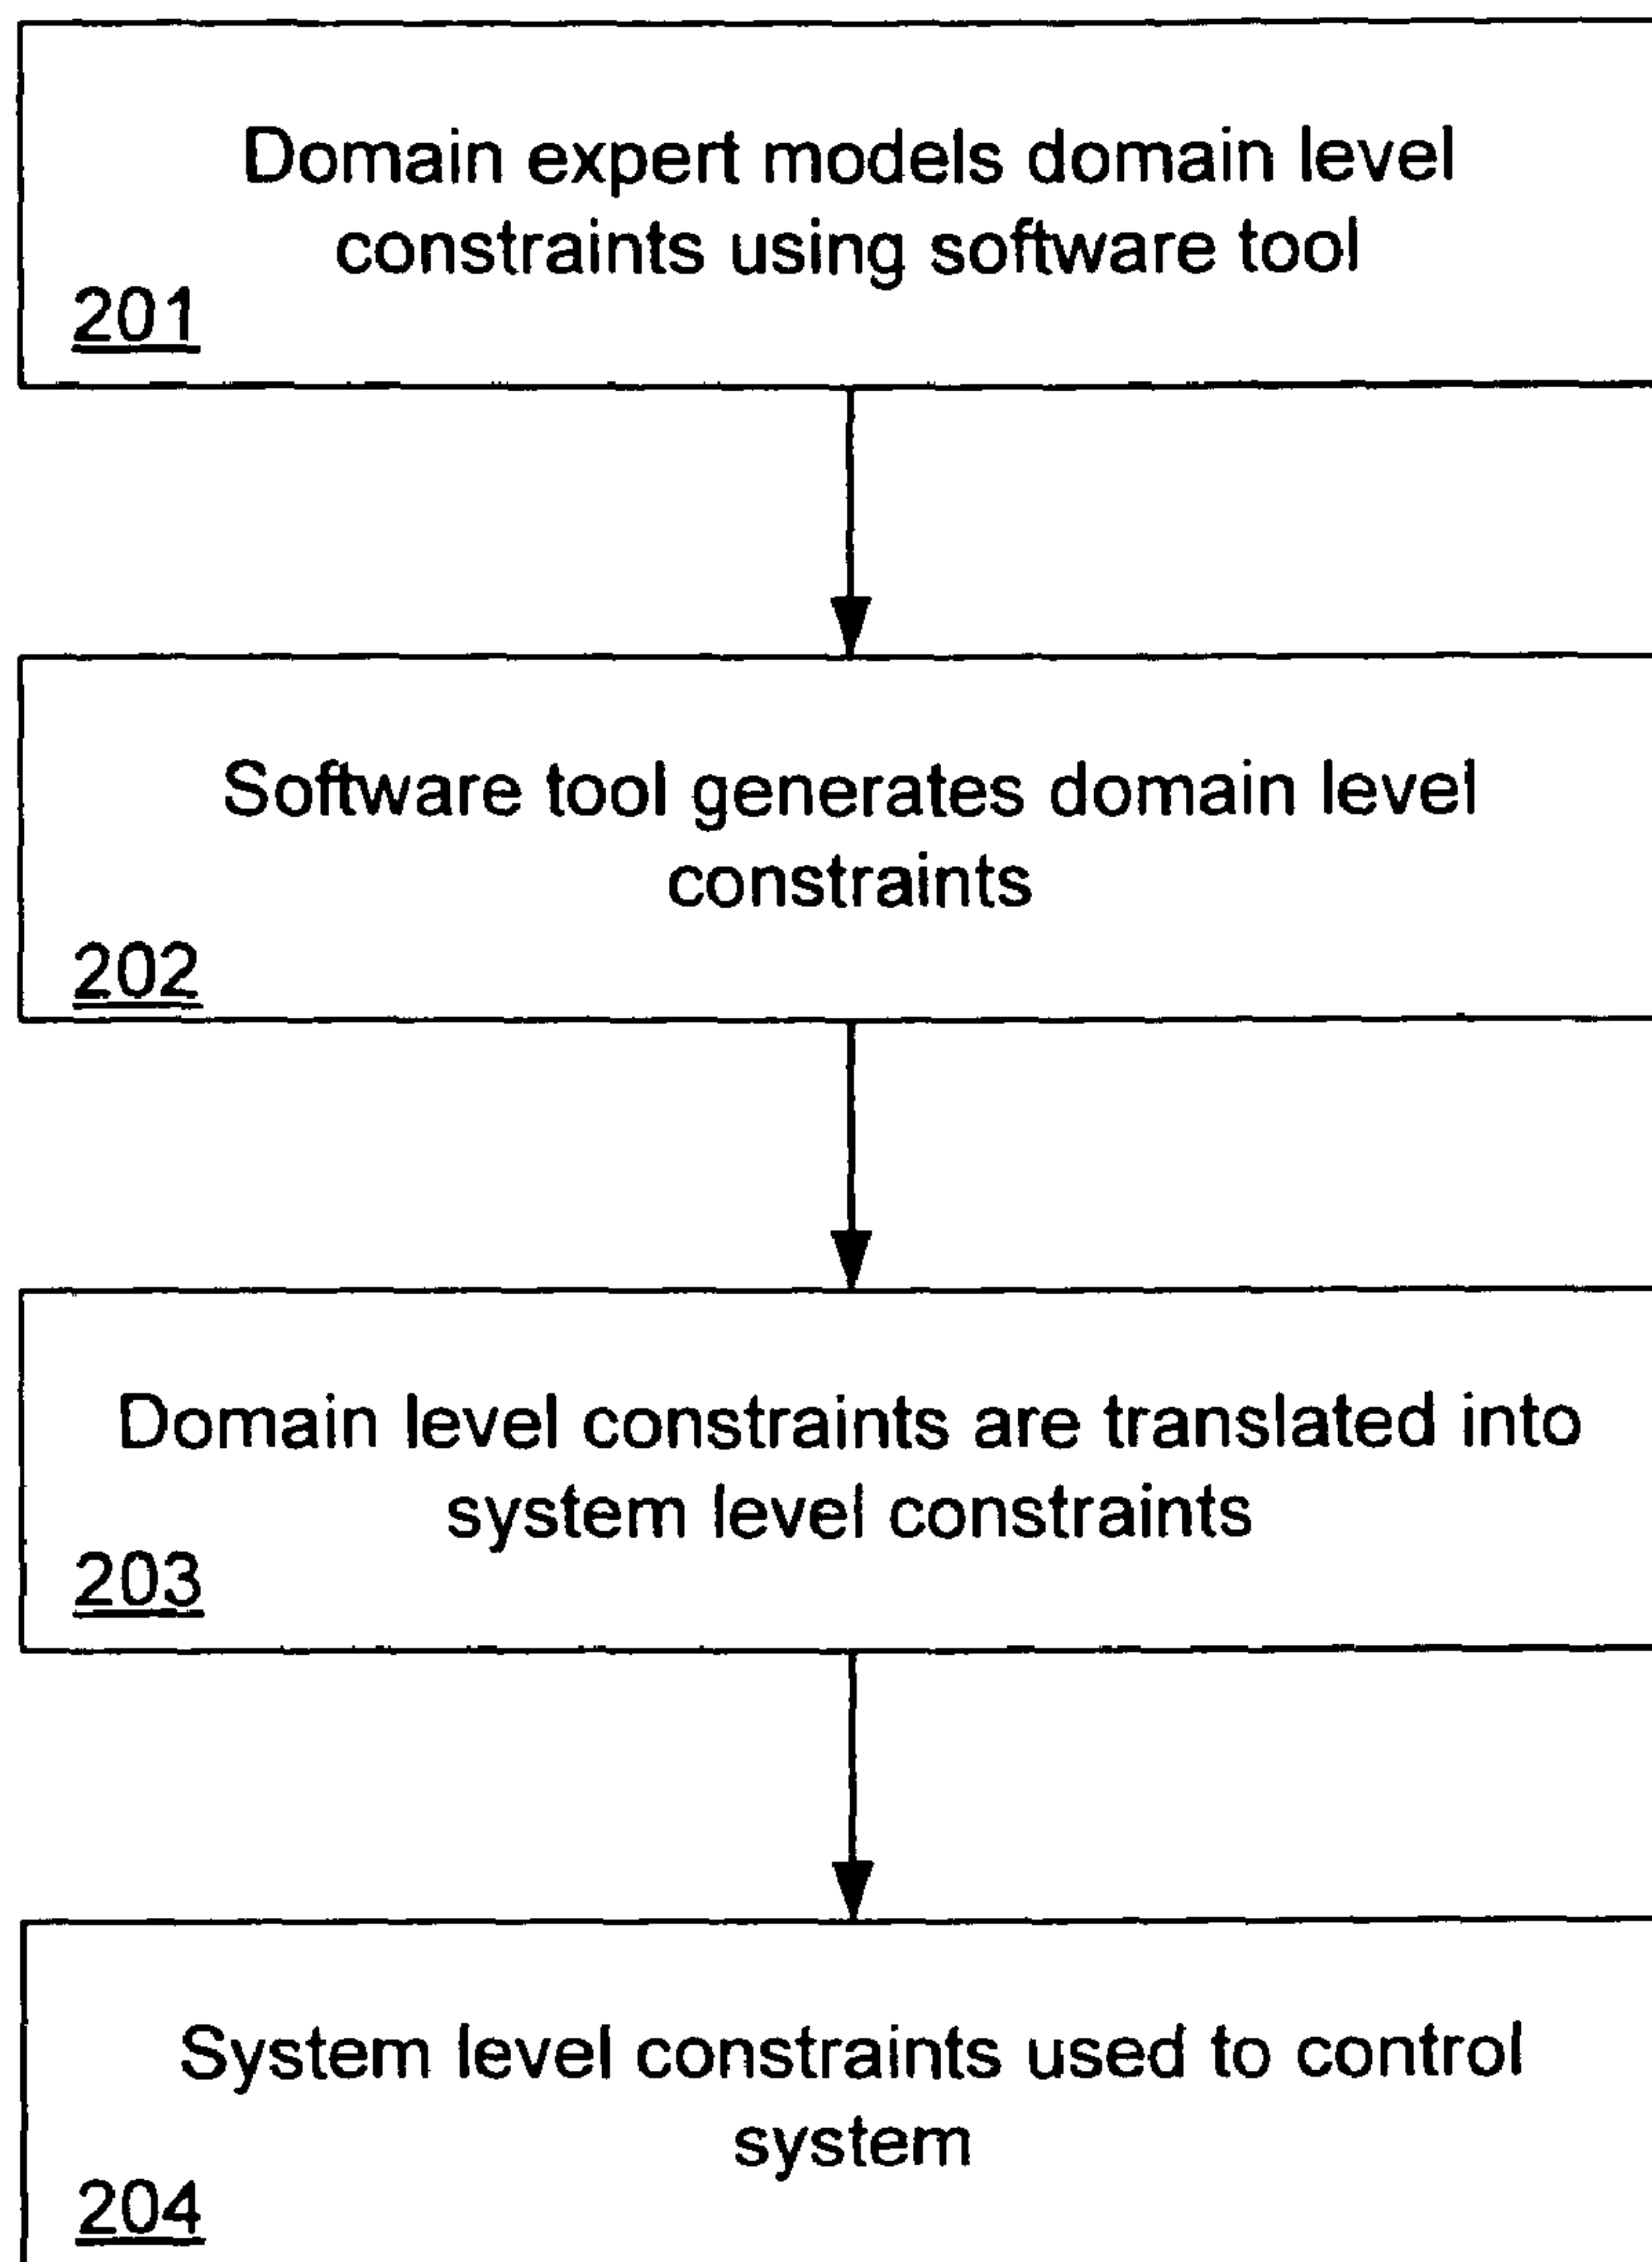 Domain expert models domain level
constraints using software tool
201
Software tool generates domain level
constraints
202
Domain level constraints are translated into
system level constraints
203
System level constraints used to control
system
204